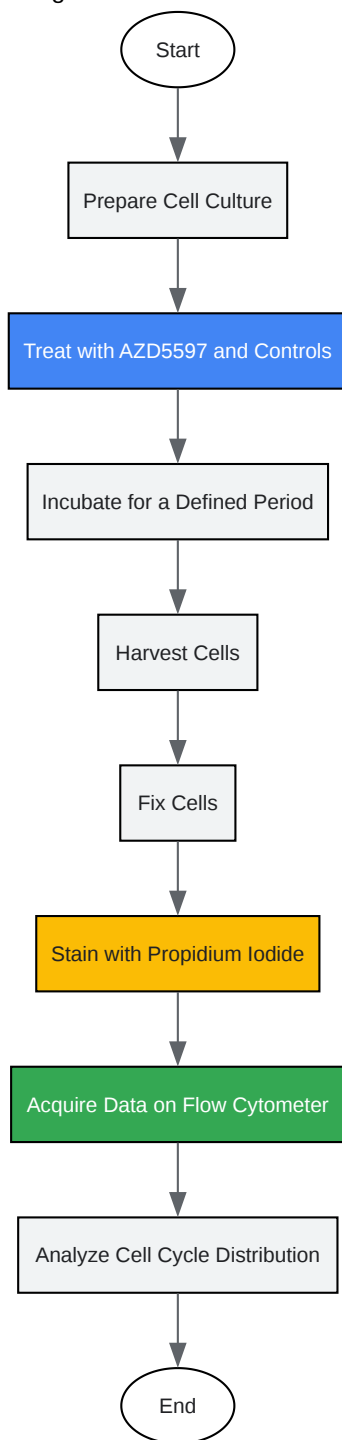 Start
Prepare Cell Culture
Treat with AZD5597 and Controls
Incubate for a Defined Period
Harvest Cells
Fix Cells
Stain with Propidium Iodide
Acquire Data on Flow Cytometer
Analyze Cell Cycle Distribution
End